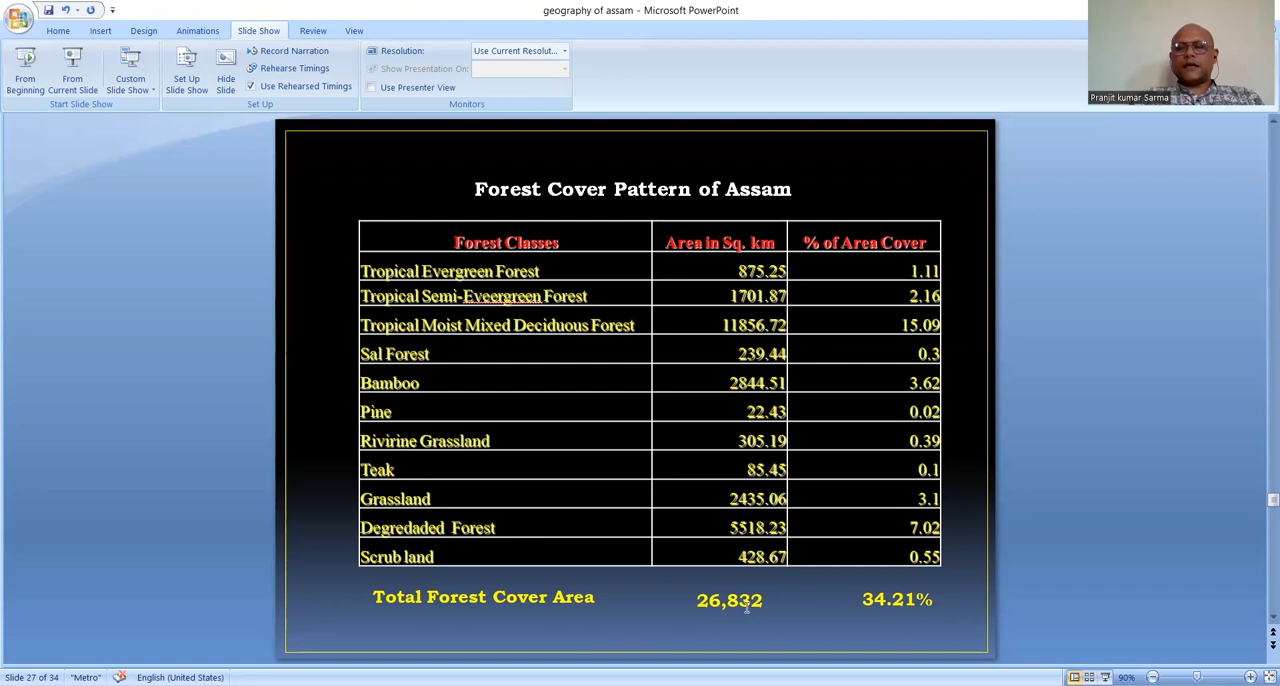 geography of assam - Microsoft PowerPoint
Home Insert Design Animations Slide Show Review View
From Beginning
From Current Slide
Custom Slide Show
Set Up Slide Show
Hide Slide
Record Narration
Rehearse Timings
Use Rehearsed Timings
Resolution: Use Current Resolut...
Show Presentation On:
Use Presenter View
Start Slide Show Set Up Monitors
Pranjit kumar Sarma
Forest Cover Pattern of Assam
Forest Classes Area in Sq. km % of Area Cover
Tropical Evergreen Forest 875.25 1.11
Tropical Semi-Eveergreen Forest 1701.87 2.16
Tropical Moist Mixed Deciduous Forest 11856.72 15.09
Sal Forest 239.44 0.3
Bamboo 2844.51 3.62
Pine 22.43 0.02
Rivirine Grassland 305.19 0.39
Teak 85.45 0.1
Grassland 2435.06 3.1
Degredaded Forest 5518.23 7.02
Scrub land 428.67 0.55
Total Forest Cover Area 26,832 34.21%
Slide 27 of 34 "Metro" English (United States) 90%